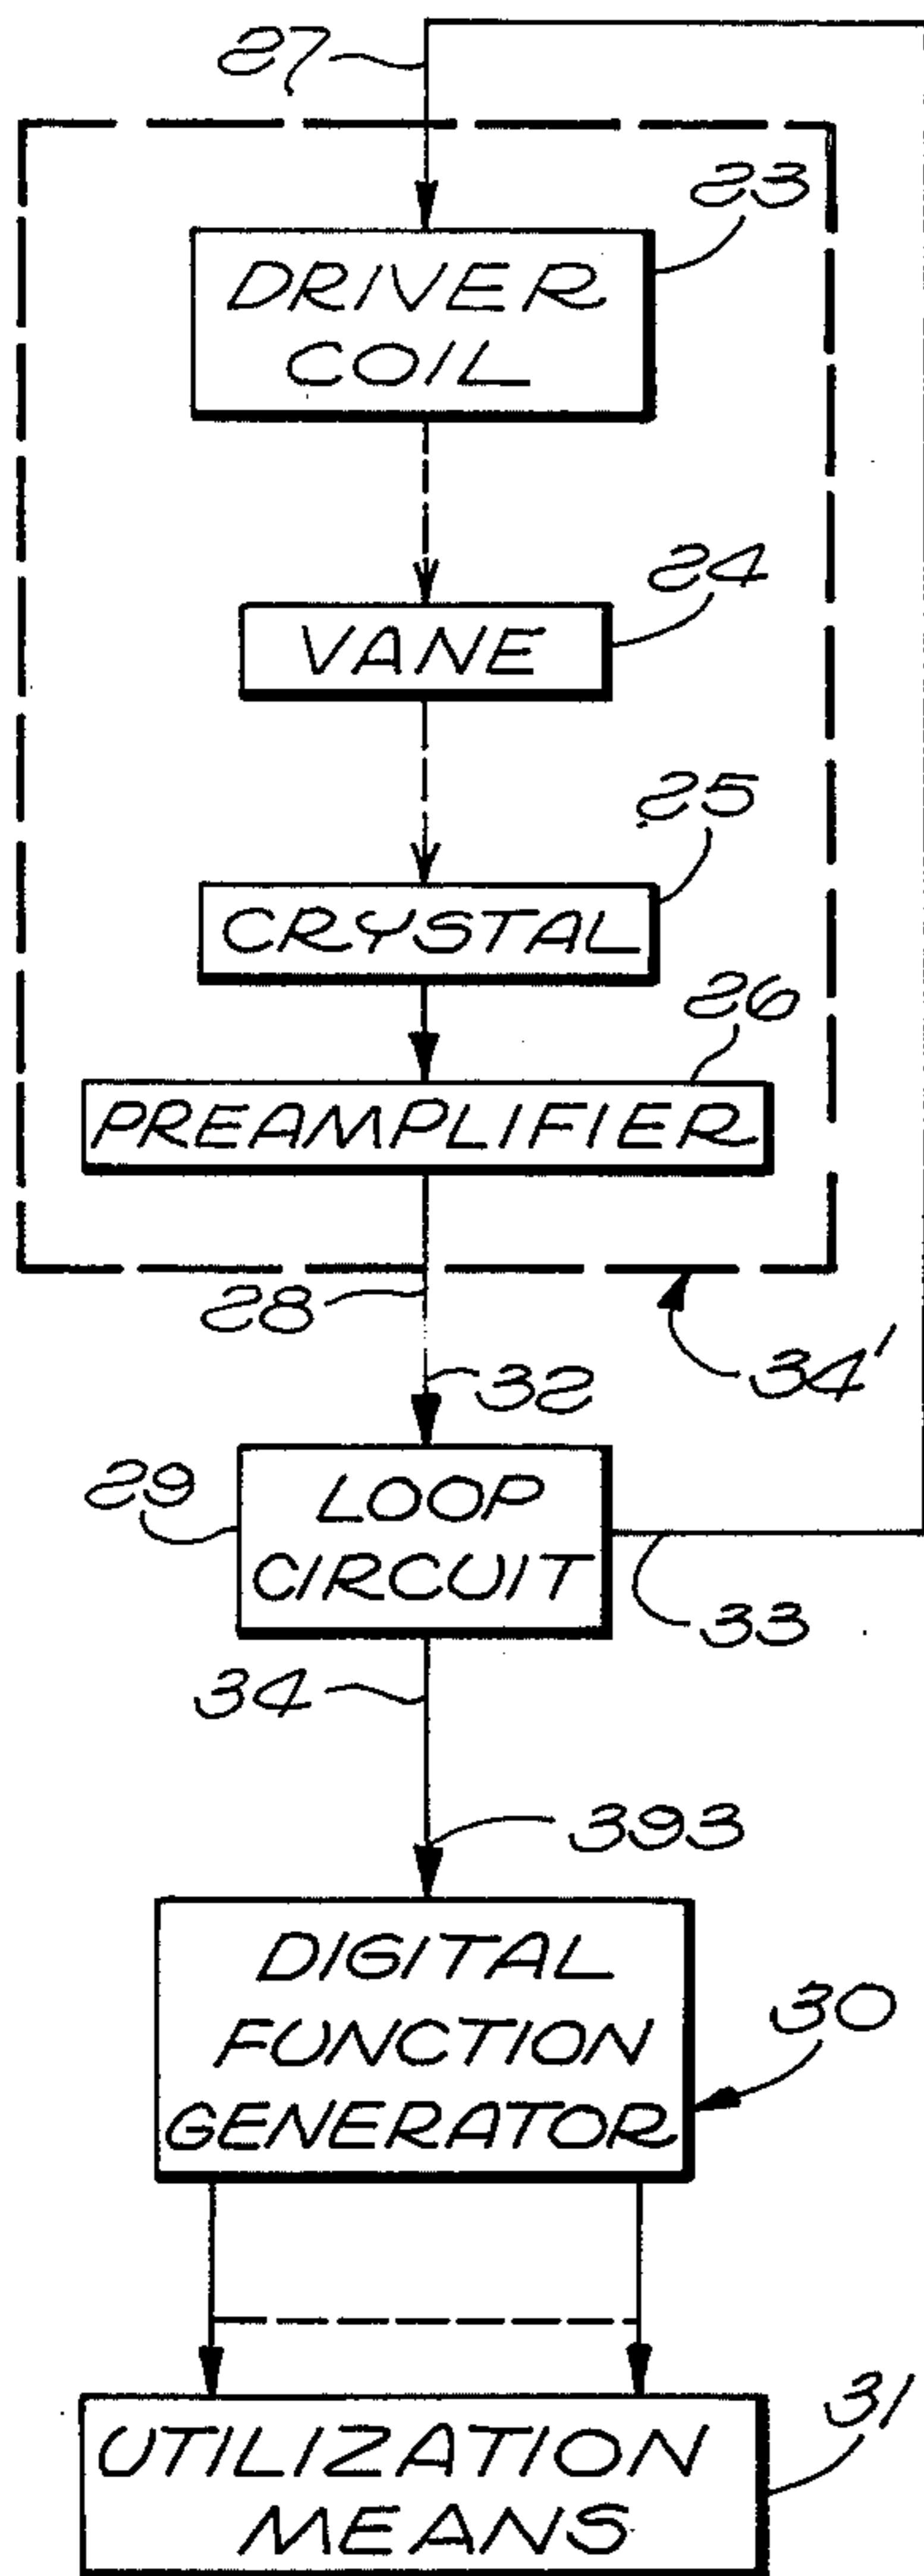 27
23
DRIVER
COIL
24
VANE
25
CRYSTAL
26
PREAMPLIFIER
28
34'
32
29
LOOP
CIRCUIT
33
34
393
DIGITAL
FUNCTION
GENERATOR
30
31
UTILIZATION
MEANS